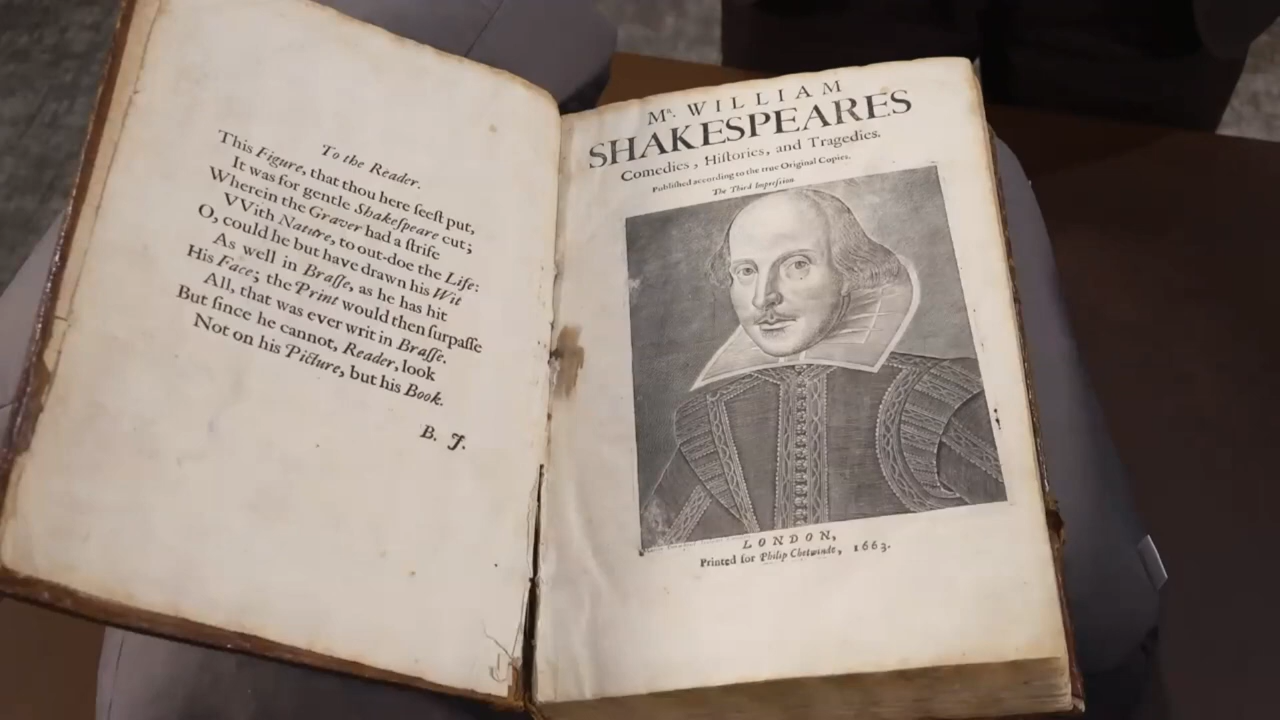 To the Reader.
This Figure, that thou here ſeeſt put,
It was for gentle Shakeſpeare cut;
Wherein the Graver had a ſtrife
VVith Nature, to out-doe the Life:
O, could he but have drawn his Wit
As well in Braſſe, as he has hit
His Face; the Print would then ſurpaſſe
All, that was ever writ in Braſſe.
But ſince he cannot, Reader, look
Not on his Picture, but his Book.
B. J.
Mr. WILLIAM
SHAKESPEARES
Comedies, Hiſtories, and Tragedies.
Publiſhed according to the true Original Copies.
The Third Impreſſion.
LONDON,
Printed for Philip Chetwinde, 1663.